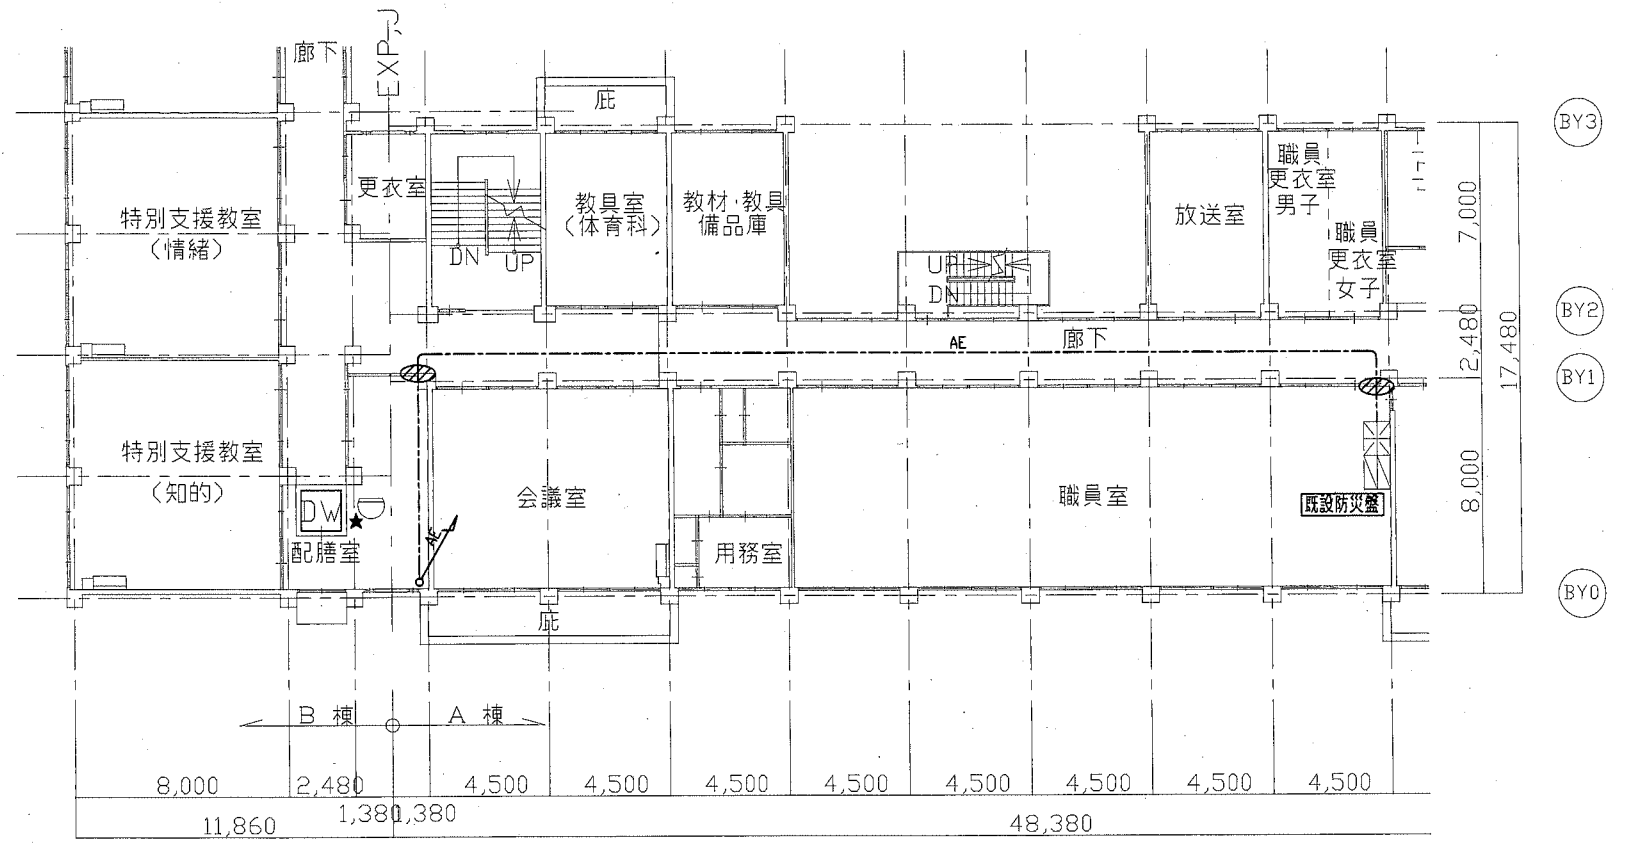 廊下
EXP,J
庇
BY3
特別支援教室
(情緒)
更衣室
DN
UP
教具室
(体育科)
教材・教具
備品庫
UP
DN
放送室
職員
更衣室
男子
職員
更衣室
女子
7,000
BY2
2,480
17,480
AE
廊下
BY1
特別支援教室
(知的)
DW
配膳室
AE
会議室
用務室
職員室
既設防災盤
8,000
BY0
庇
B 棟
A 棟
8,000
2,480
4,500
4,500
4,500
4,500
4,500
4,500
4,500
4,500
1,380
1,380
11,860
48,380